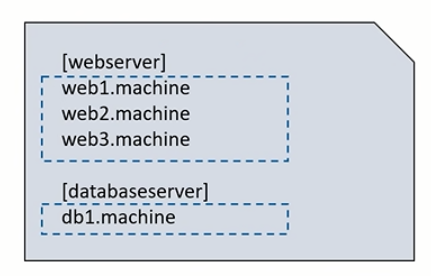 [webserver]
web1.machine
web2.machine
web3.machine
[databaseserver]
db1.machine